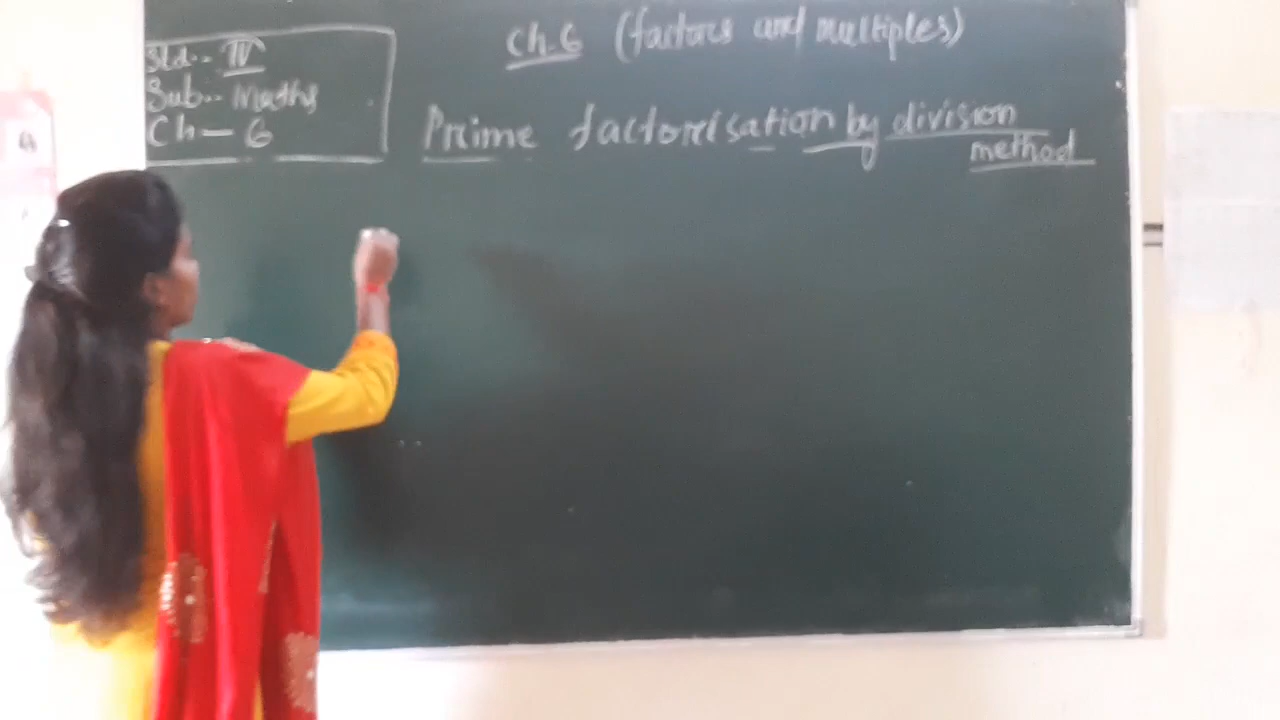 Std:- IV
Sub:- Maths
Ch — 6
Ch. 6 (factors and multiples)
Prime factorisation by division
method